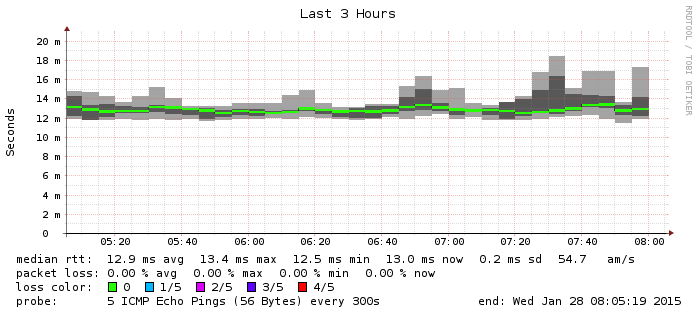 Last 3 Hours
RRDTOOL / TOBI OETIKER
Seconds
20 m
18 m
16 m
14 m
12 m
10 m
8 m
6 m
4 m
2 m
0
05:20 05:40 06:00 06:20 06:40 07:00 07:20 07:40 08:00
median rtt: 12.9 ms avg 13.4 ms max 12.5 ms min 13.0 ms now 0.2 ms sd 54.7 am/s
packet loss: 0.00 % avg 0.00 % max 0.00 % min 0.00 % now
loss color: 0 1/5 2/5 3/5 4/5
probe: 5 ICMP Echo Pings (56 Bytes) every 300s end: Wed Jan 28 08:05:19 2015